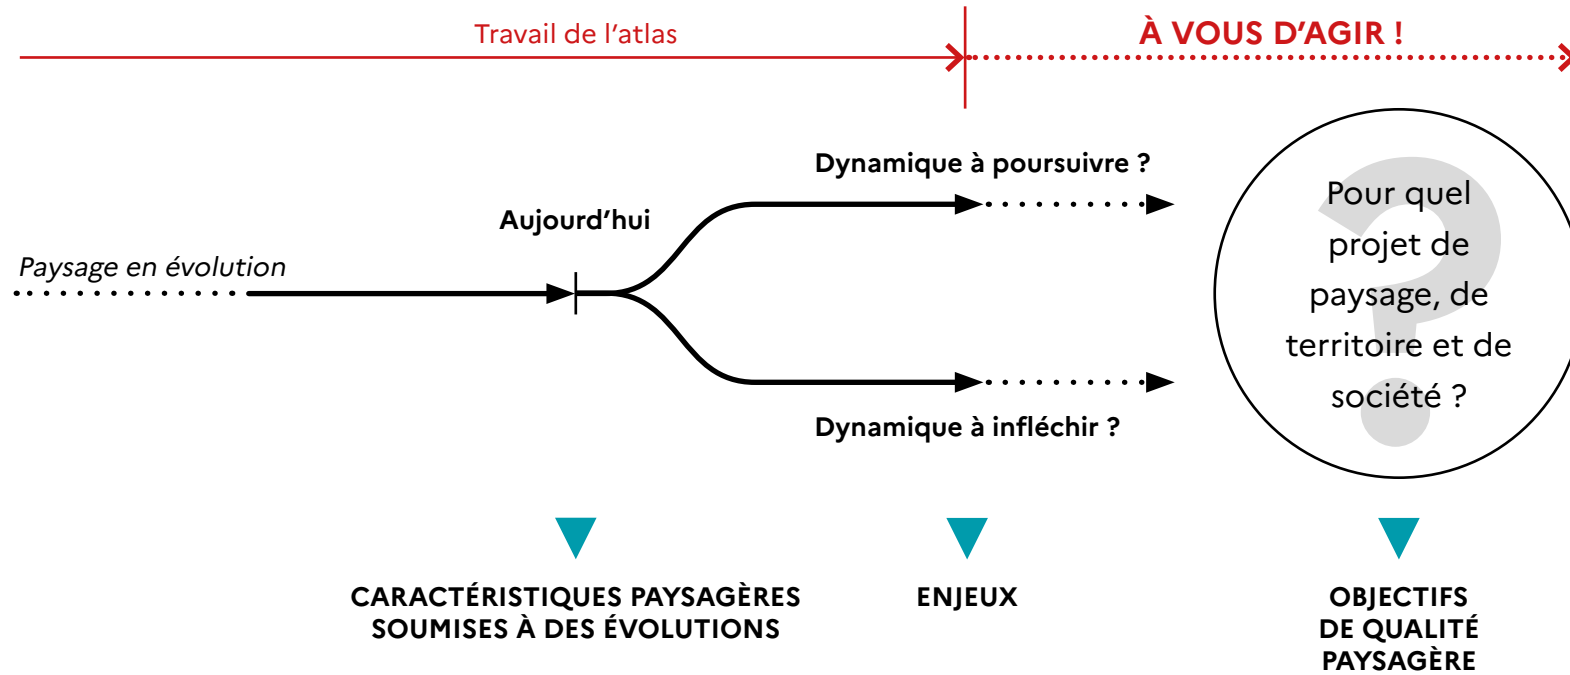 Travail de l'atlas
À VOUS D'AGIR !
Dynamique à poursuivre ?
Aujourd'hui
Paysage en évolution
Dynamique à infléchir ?
Pour quel
projet de
paysage, de
territoire et de
société ?
?
CARACTÉRISTIQUES PAYSAGÈRES
SOUMISES À DES ÉVOLUTIONS
ENJEUX
OBJECTIFS
DE QUALITÉ
PAYSAGÈRE